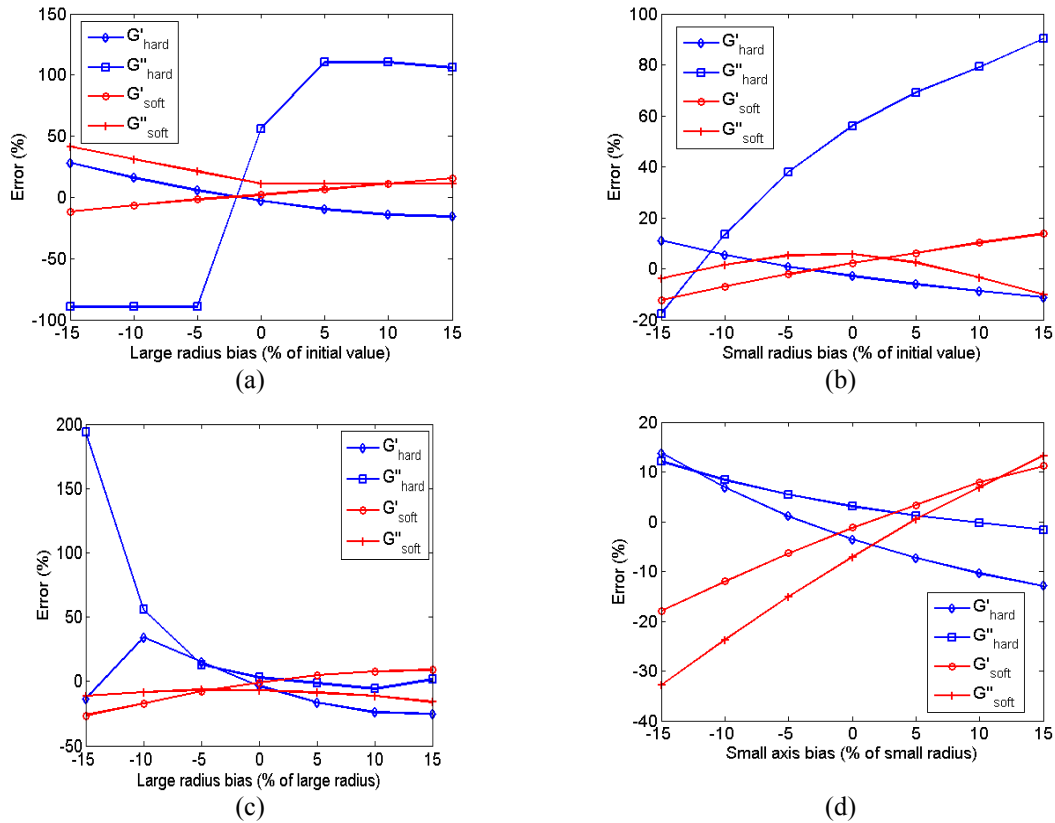 150
100
50
0
-50
-100
Error (%)
G'hard
G''hard
G'soft
G''soft
-15 -10 -5 0 5 10 15
Large radius bias (% of initial value)
(a)
100
80
60
40
20
0
-20
Error (%)
G'hard
G''hard
G'soft
G''soft
-15 -10 -5 0 5 10 15
Small radius bias (% of initial value)
(b)
200
150
100
50
0
-50
Error (%)
G'hard
G''hard
G'soft
G''soft
-15 -10 -5 0 5 10 15
Large radius bias (% of large radius)
(c)
20
10
0
-10
-20
-30
-40
Error (%)
G'hard
G''hard
G'soft
G''soft
-15 -10 -5 0 5 10 15
Small axis bias (% of small radius)
(d)